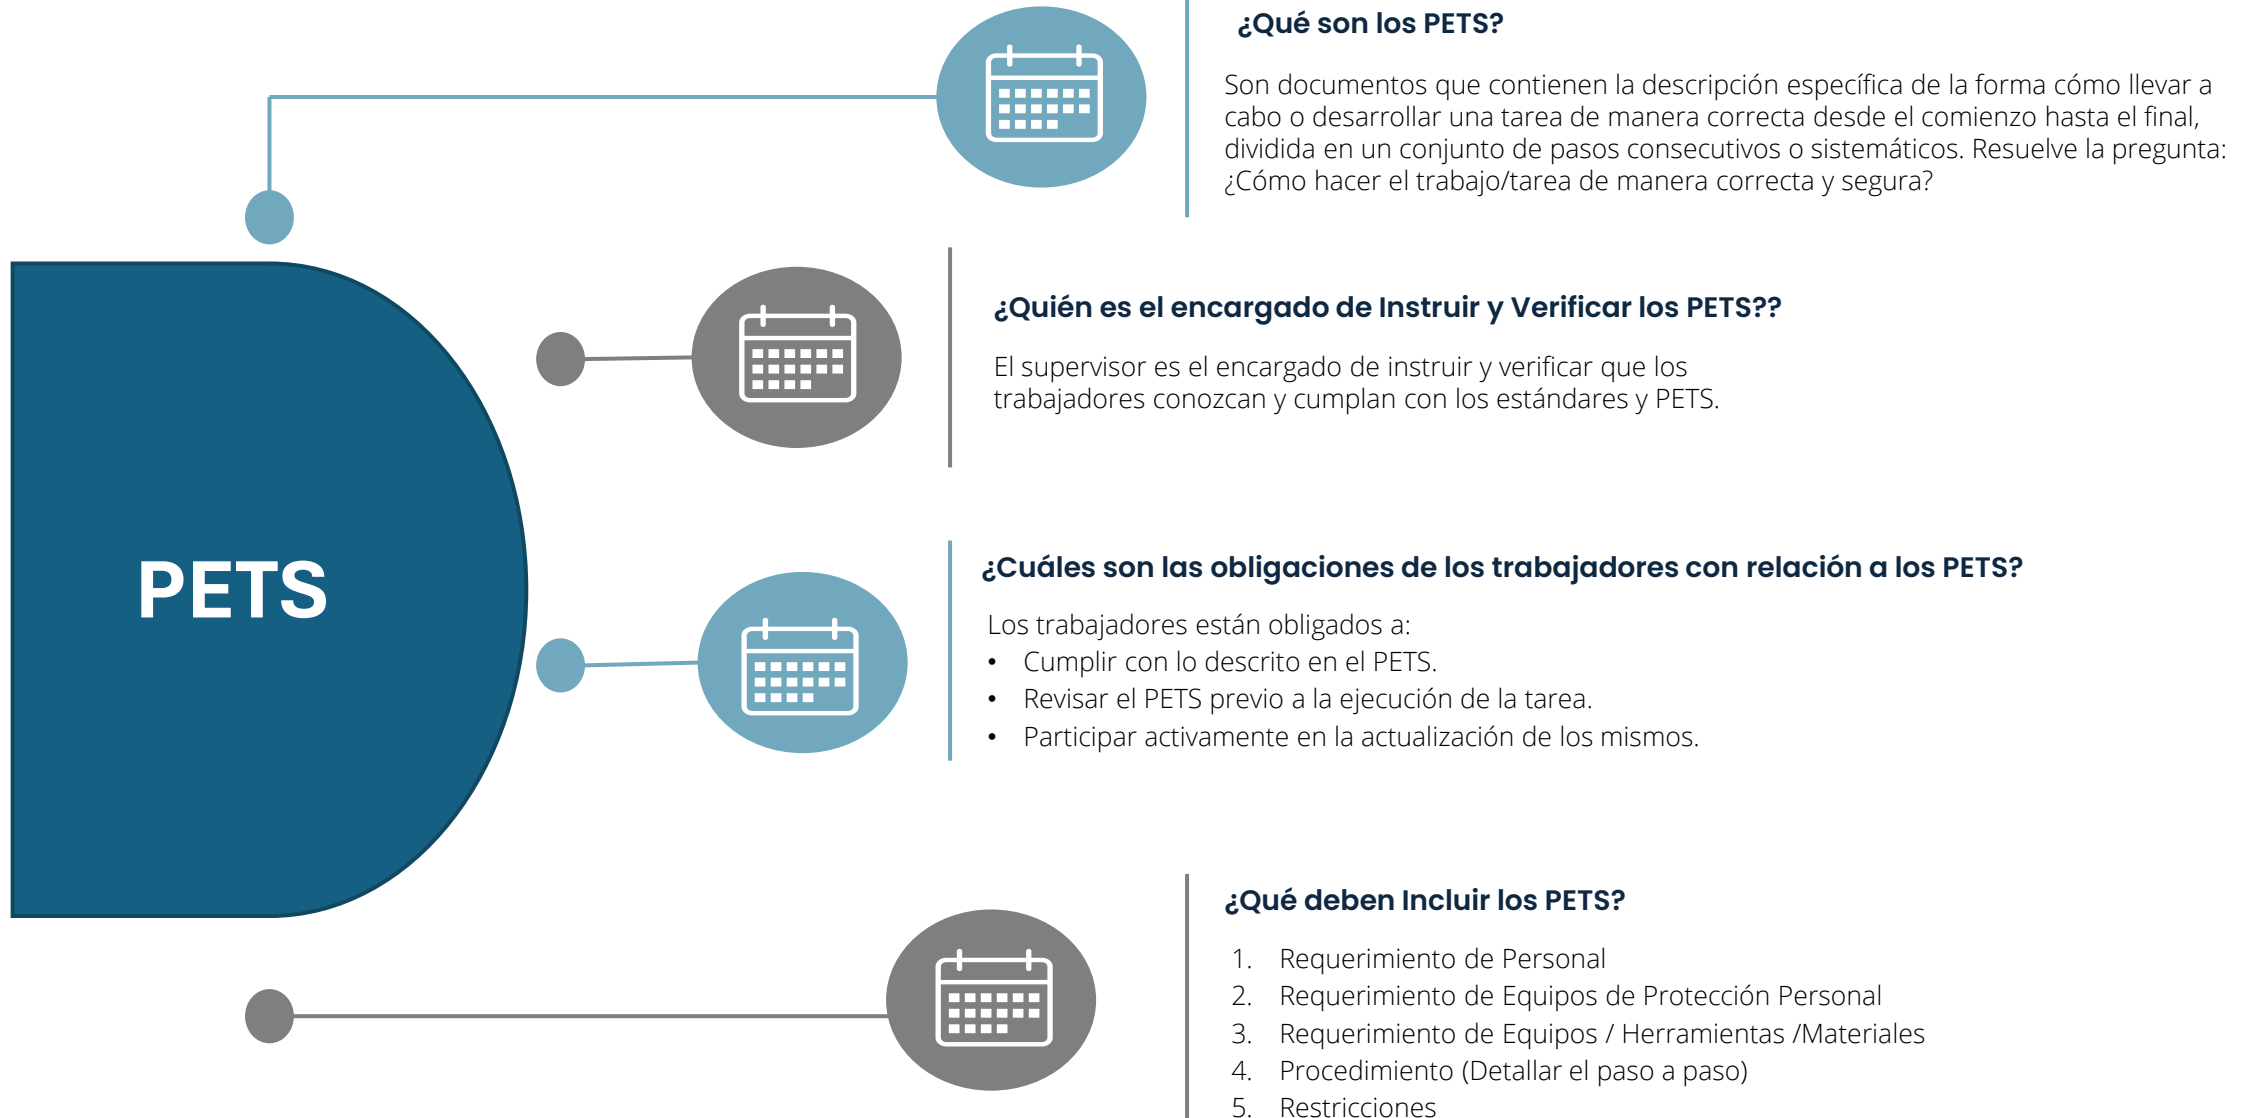 ¿Qué son los PETS?
Son documentos que contienen la descripción específica de la forma cómo llevar a
cabo o desarrollar una tarea de manera correcta desde el comienzo hasta el final,
dividida en un conjunto de pasos consecutivos o sistemáticos. Resuelve la pregunta:
¿Cómo hacer el trabajo/tarea de manera correcta y segura?
¿Quién es el encargado de Instruir y Verificar los PETS??
El supervisor es el encargado de instruir y verificar que los
trabajadores conozcan y cumplan con los estándares y PETS.
PETS
¿Cuáles son las obligaciones de los trabajadores con relación a los PETS?
Los trabajadores están obligados a:
• Cumplir con lo descrito en el PETS.
• Revisar el PETS previo a la ejecución de la tarea.
• Participar activamente en la actualización de los mismos.
¿Qué deben Incluir los PETS?
1. Requerimiento de Personal
2. Requerimiento de Equipos de Protección Personal
3. Requerimiento de Equipos / Herramientas /Materiales
4. Procedimiento (Detallar el paso a paso)
5. Restricciones